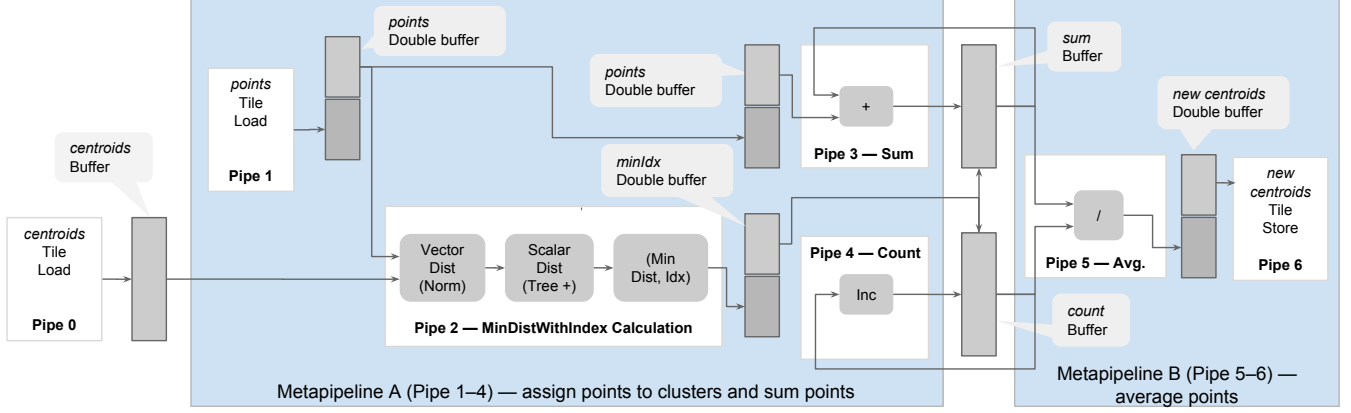 centroids
Buffer
centroids
Tile
Load
Pipe 0
points
Tile
Load
Pipe 1
points
Double buffer
Vector
Dist
(Norm)
Scalar
Dist
(Tree +)
(Min
Dist, Idx)
Pipe 2 — MinDistWithIndex Calculation
points
Double buffer
minIdx
Double buffer
+
Pipe 3 — Sum
Pipe 4 — Count
Inc
sum
Buffer
count
Buffer
/
Pipe 5 — Avg.
new centroids
Double buffer
new
centroids
Tile
Store
Pipe 6
Metapipeline A (Pipe 1–4) — assign points to clusters and sum points
Metapipeline B (Pipe 5–6) —
average points